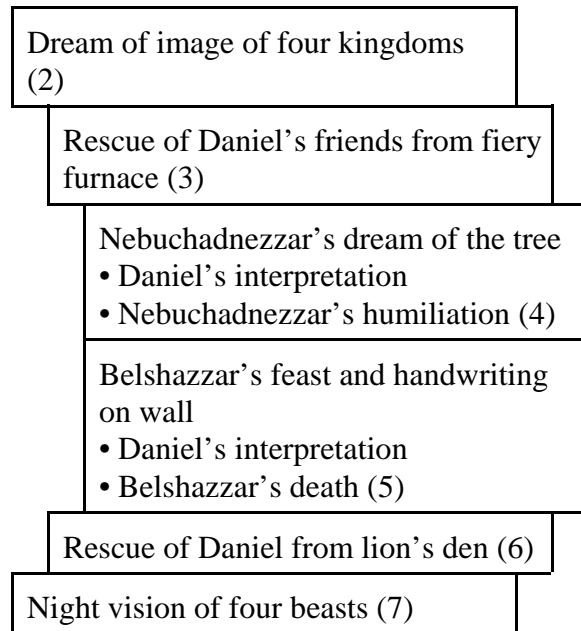 Dream of image of four kingdoms
(2)
Rescue of Daniel’s friends from fiery
furnace (3)
Nebuchadnezzar’s dream of the tree
• Daniel’s interpretation
• Nebuchadnezzar’s humiliation (4)
Belshazzar’s feast and handwriting
on wall
• Daniel’s interpretation
• Belshazzar’s death (5)
Rescue of Daniel from lion’s den (6)
Night vision of four beasts (7)